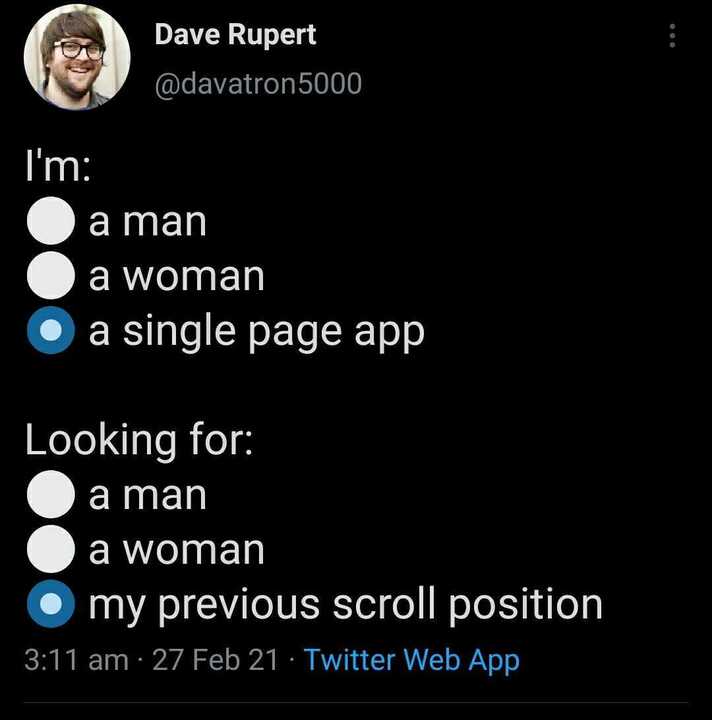 Dave Rupert
@davatron5000
I'm:
a man
a woman
a single page app
Looking for:
a man
a woman
my previous scroll position
3:11 am · 27 Feb 21 · Twitter Web App